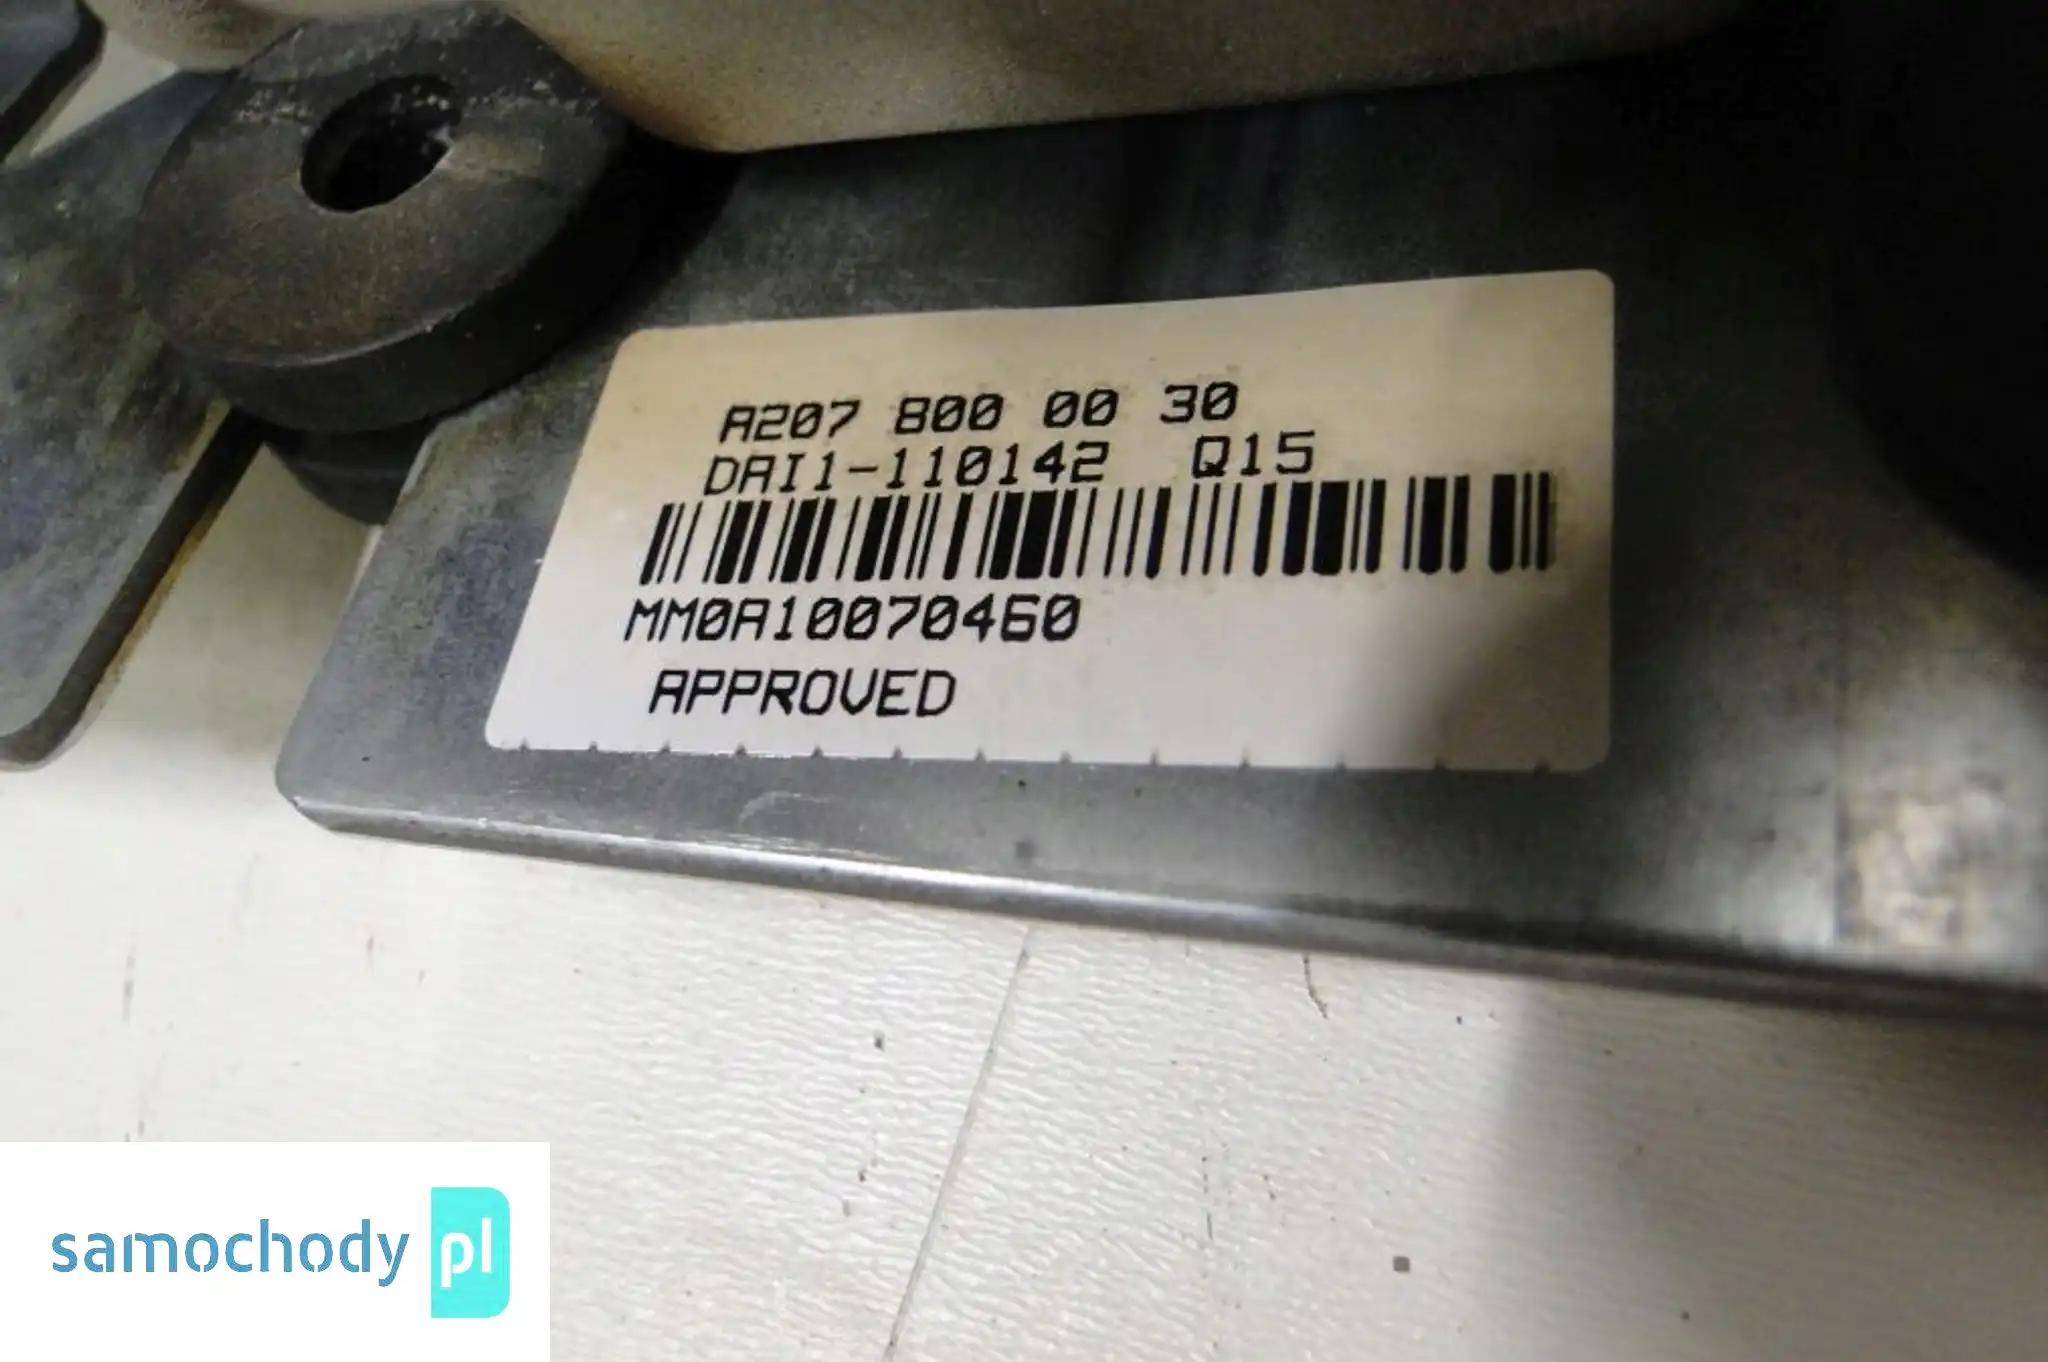 A207 800 00 30
DAI1-110142 Q15
MM0A10070460
APPROVED
samochody pl